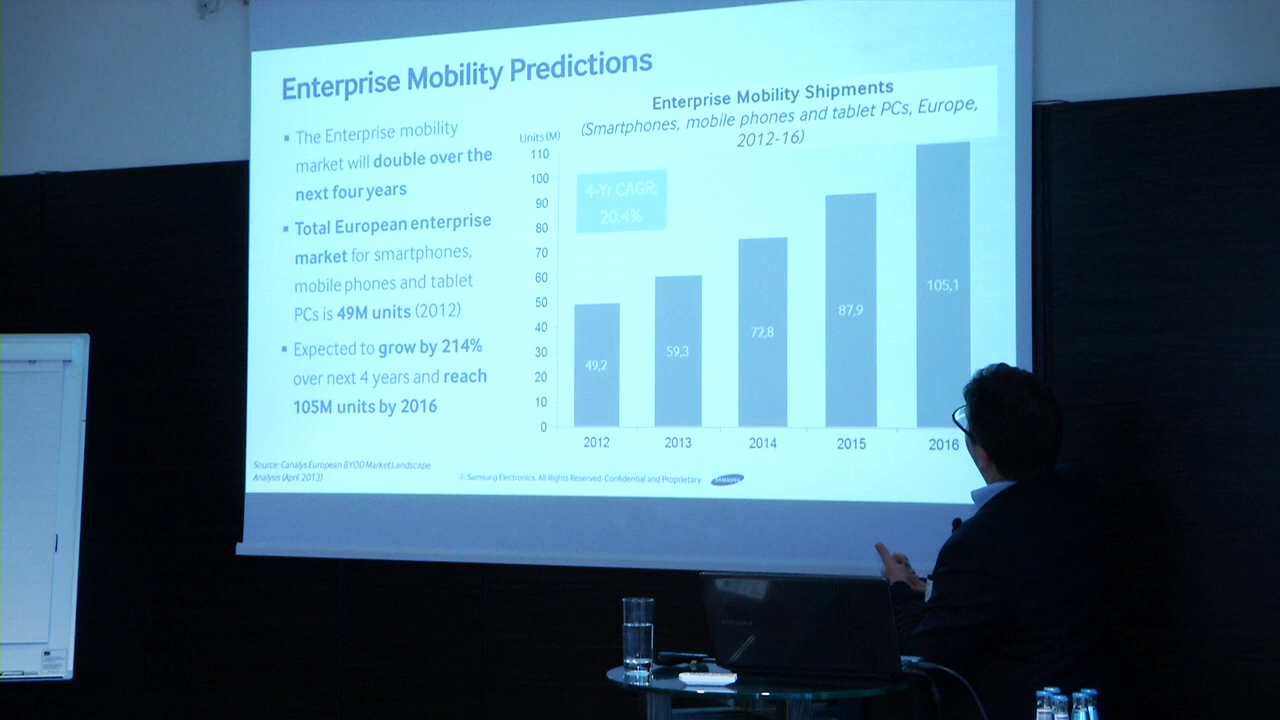 Enterprise Mobility Predictions
▪ The Enterprise mobility
market will double over the
next four years
▪ Total European enterprise
market for smartphones,
mobile phones and tablet
PCs is 49M units (2012)
▪ Expected to grow by 214%
over next 4 years and reach
105M units by 2016
Enterprise Mobility Shipments
(Smartphones, mobile phones and tablet PCs, Europe,
2012-16)
Units (M)
110
100
90
80
70
60
50
40
30
20
10
0
4-Yr CAGR:
20.4%
49,2
59,3
72,8
87,9
105,1
2012
2013
2014
2015
2016
Source: Canalys European BYOD Market Landscape
Analysis (April 2013)
© Samsung Electronics. All Rights Reserved. Confidential and Proprietary
SAMSUNG